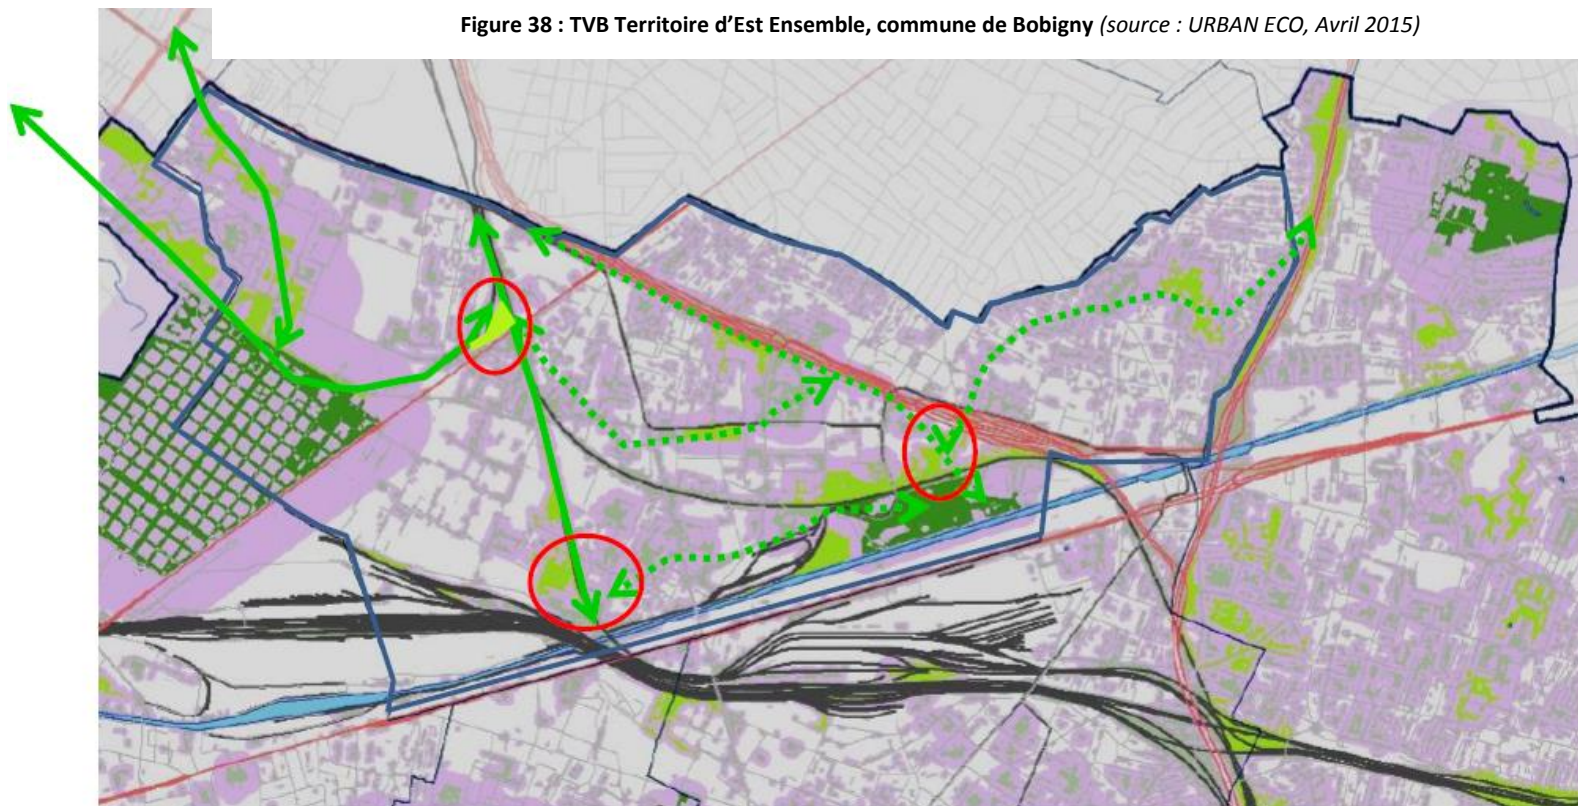 Figure 38 : TVB Territoire d’Est Ensemble, commune de Bobigny (source : URBAN ECO, Avril 2015)